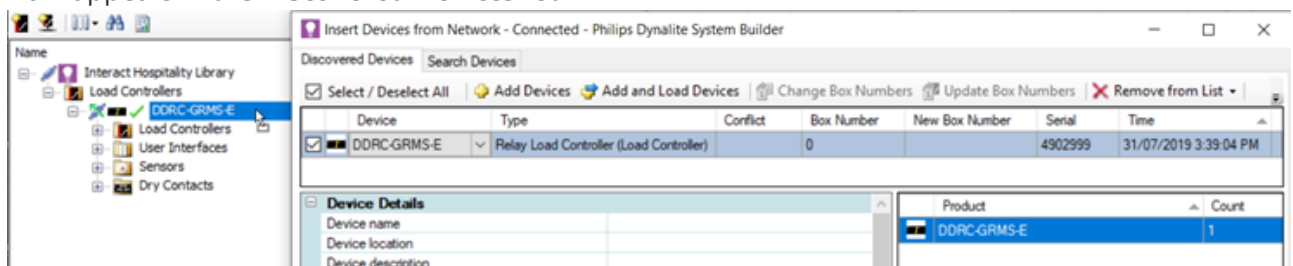 Name
Interact Hospitality Library
Load Controllers
DDRC-GRMS-E
Load Controllers
User Interfaces
Sensors
Dry Contacts
Insert Devices from Network - Connected - Philips Dynalite System Builder
Discovered Devices Search Devices
Select / Deselect All Add Devices Add and Load Devices Change Box Numbers Update Box Numbers Remove from List
Device Type Conflict Box Number New Box Number Serial Time
DDRC-GRMS-E Relay Load Controller (Load Controller) 0 4902999 31/07/2019 3:39:04 PM
Device Details
Device name
Device location
Device description
Product Count
DDRC-GRMS-E 1